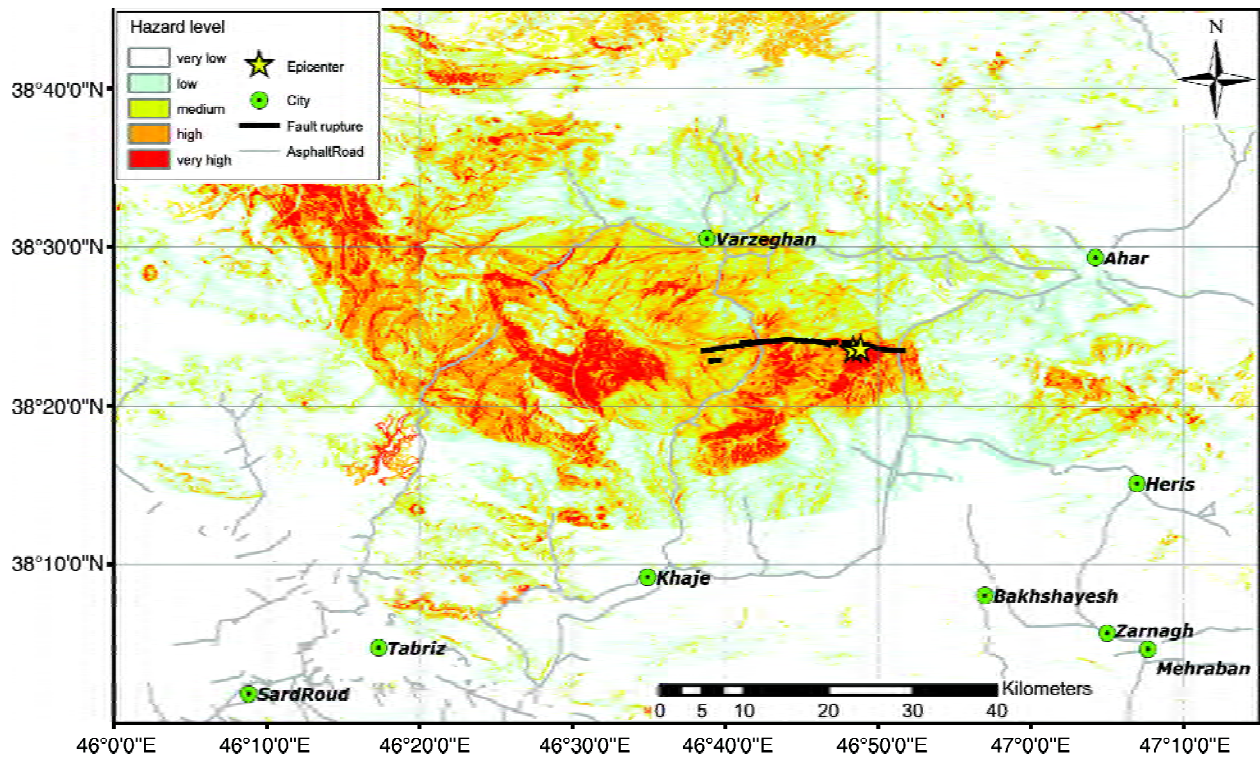 Hazard level
very low
low
medium
high
very high
Epicenter
City
Fault rupture
AsphaltRoad
N
38°40'0"N
38°30'0"N
38°20'0"N
38°10'0"N
Varzeghan
Ahar
Heris
Khaje
Bakhshayesh
Zarnagh
Mehraban
Tabriz
SardRoud
Kilometers
0 5 10 20 30 40
46°0'0"E 46°10'0"E 46°20'0"E 46°30'0"E 46°40'0"E 46°50'0"E 47°0'0"E 47°10'0"E